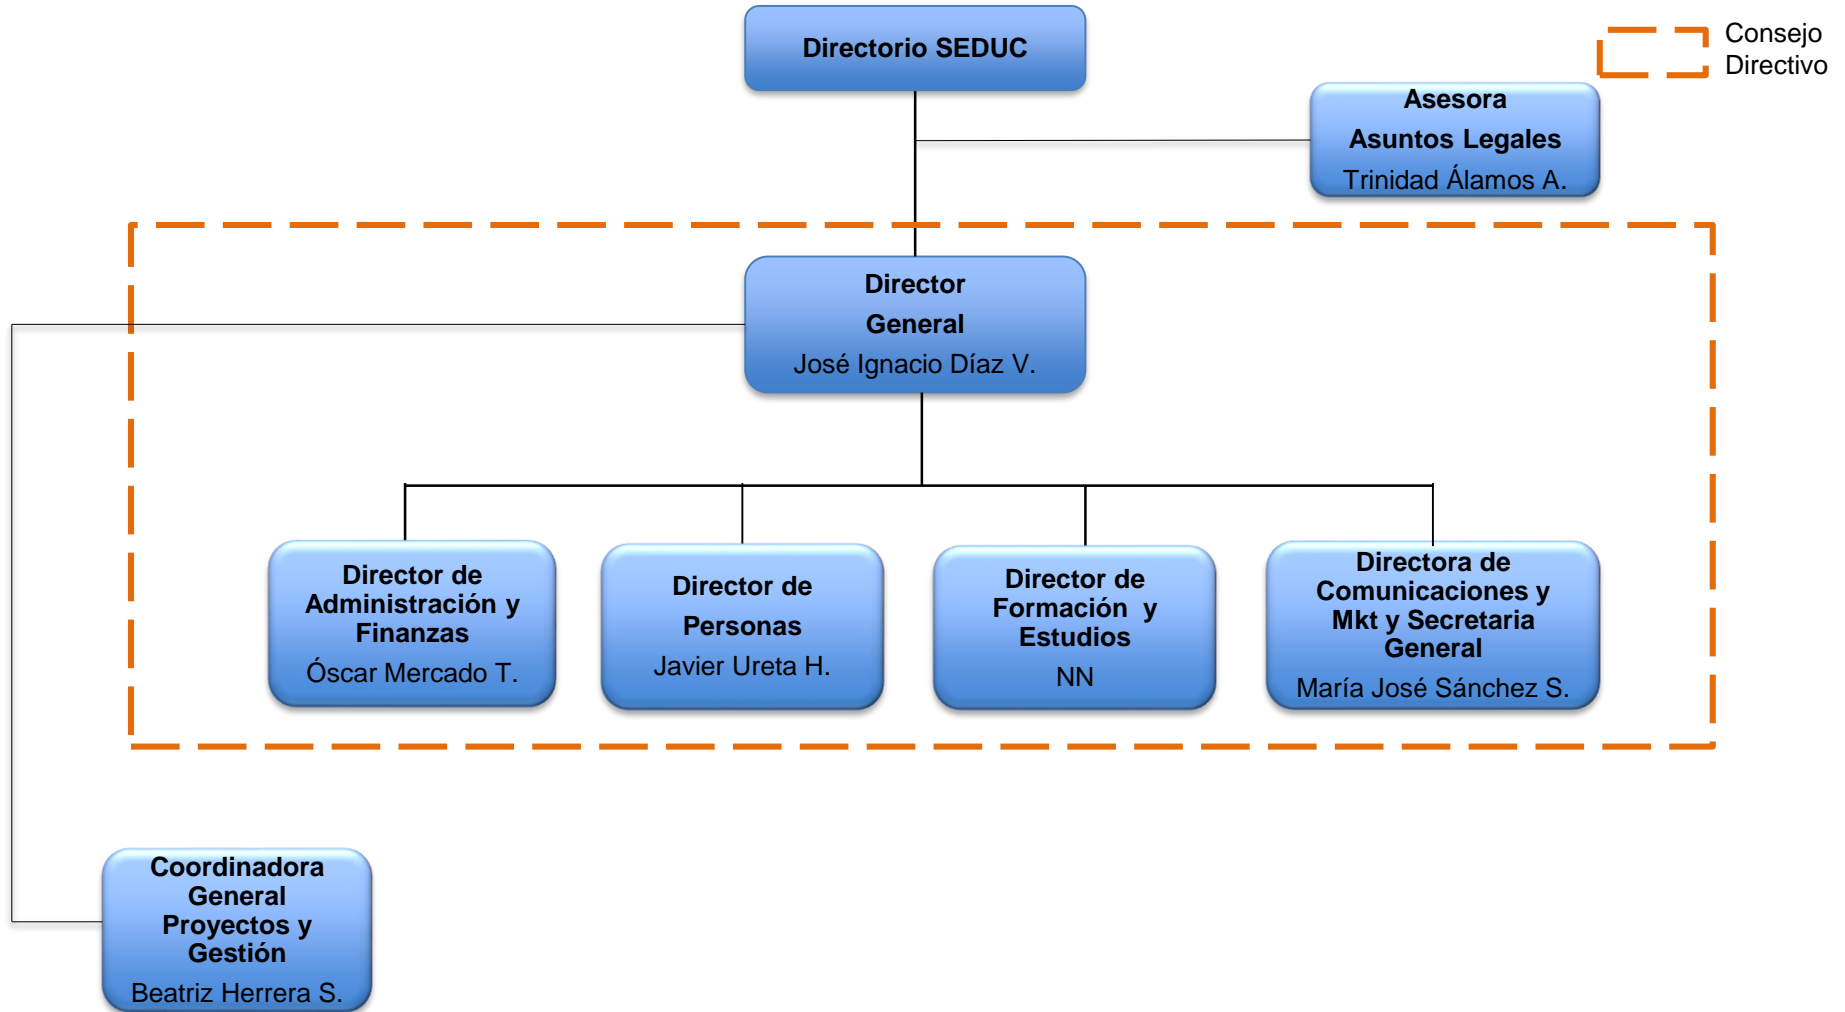 Directorio SEDUC
Consejo
Directivo
Asesora
Asuntos Legales
Trinidad Álamos A.
Director
General
José Ignacio Díaz V.
Director de
Administración y
Finanzas
Óscar Mercado T.
Director de
Personas
Javier Ureta H.
Director de
Formación y
Estudios
NN
Directora de
Comunicaciones y
Mkt y Secretaria
General
María José Sánchez S.
Coordinadora
General
Proyectos y
Gestión
Beatriz Herrera S.